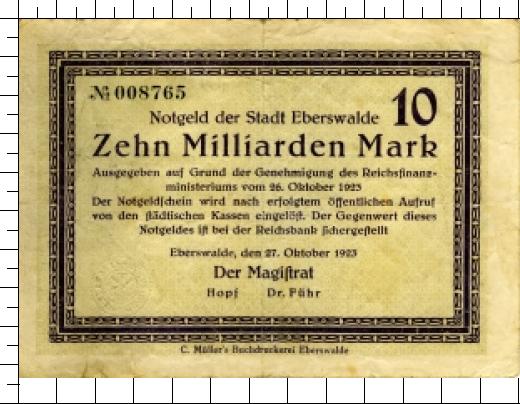 № 008765
10
Notgeld der Stadt Eberswalde
Zehn Milliarden Mark
Ausgegeben auf Grund der Genehmigung des Reichsfinanz-
ministeriums vom 26. Oktober 1923
Der Notgeldſchein wird nach erfolgtem öffentlichen Aufruf
von den ſtädtiſchen Kassen eingelöſt. Der Gegenwert dieses
Notgeldes iſt bei der Reichsbank ſichergeſtellt
Eberswalde, den 27. Oktober 1923
Der Magiſtrat
Hopf Dr. Führ
C. Müller's Buchdruckerei Eberswalde